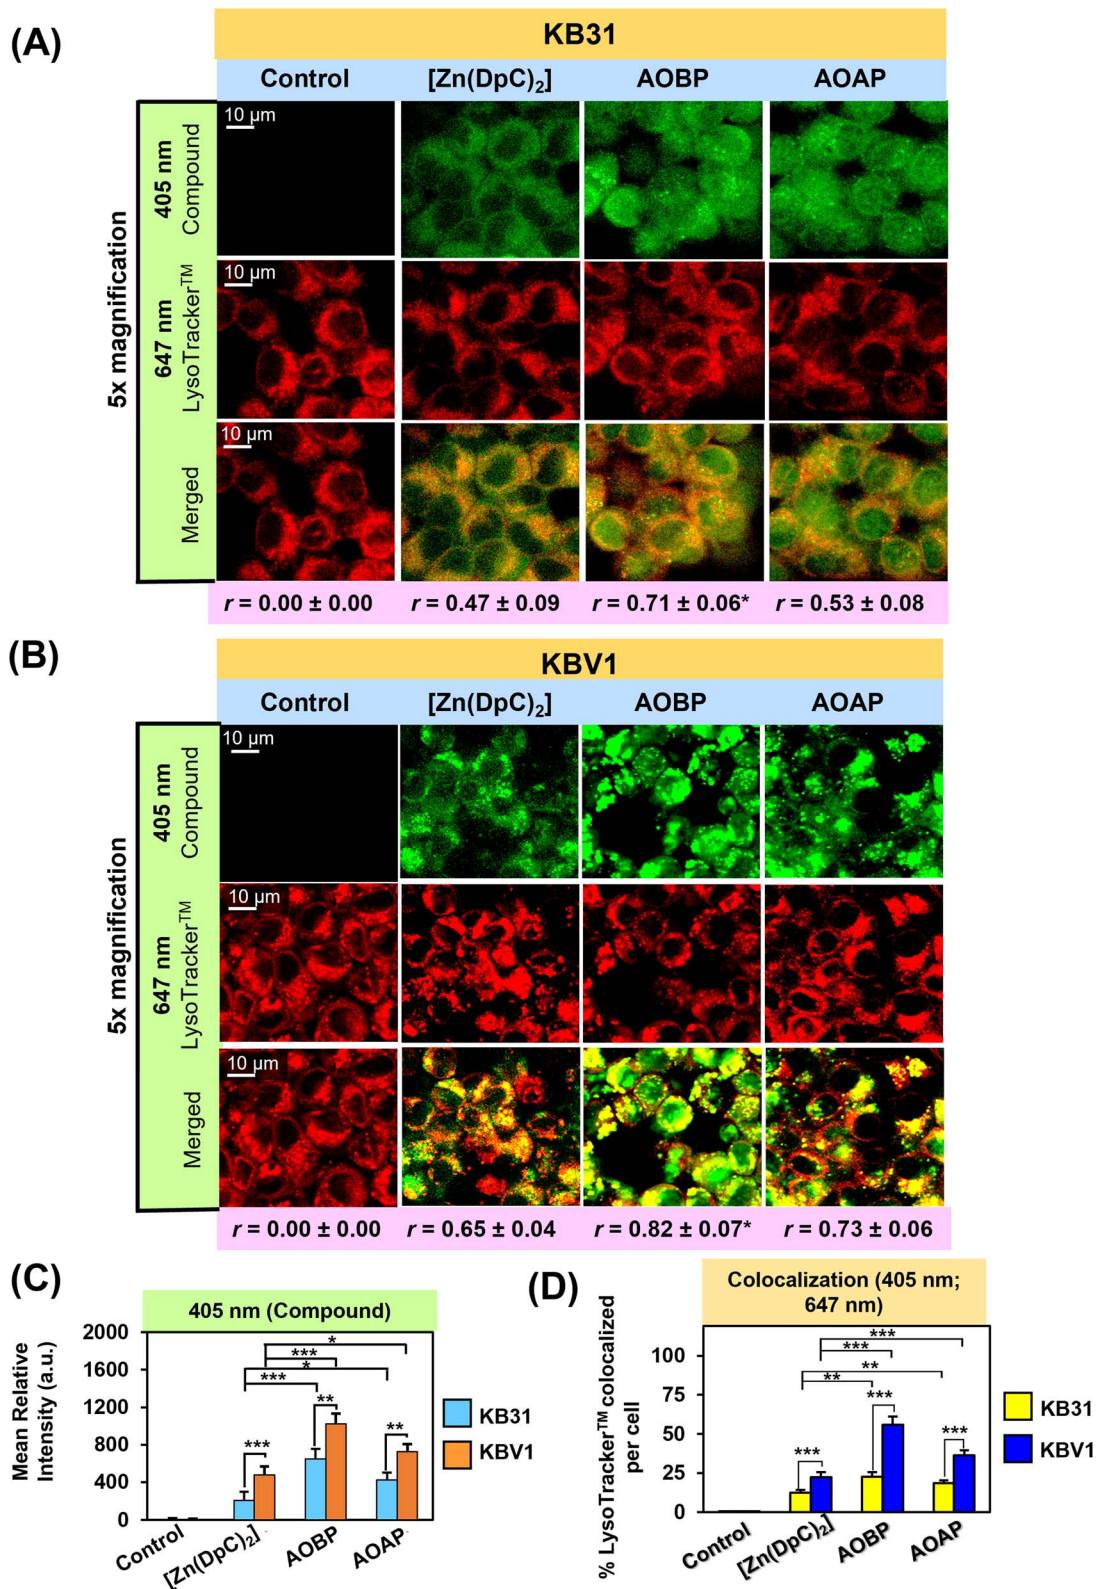 (A)
KB31
Control [Zn(DpC)₂] AOBP AOAP
5x magnification
405 nm
Compound
10 µm
647 nm
LysoTracker™
10 µm
Merged
10 µm
r = 0.00 ± 0.00 r = 0.47 ± 0.09 r = 0.71 ± 0.06* r = 0.53 ± 0.08
(B)
KBV1
Control [Zn(DpC)₂] AOBP AOAP
5x magnification
405 nm
Compound
10 µm
647 nm
LysoTracker™
10 µm
Merged
10 µm
r = 0.00 ± 0.00 r = 0.65 ± 0.04 r = 0.82 ± 0.07* r = 0.73 ± 0.06
(C)
405 nm (Compound)
Mean Relative
Intensity (a.u.)
2000
1600
1200
800
400
0
*
***
*
***
***
**
**
Control [Zn(DpC)₂] AOBP AOAP
KB31
KBV1
(D)
Colocalization (405 nm;
647 nm)
% LysoTracker™ colocalized
per cell
100
75
50
25
0
***
***
**
**
***
***
***
Control [Zn(DpC)₂] AOBP AOAP
KB31
KBV1